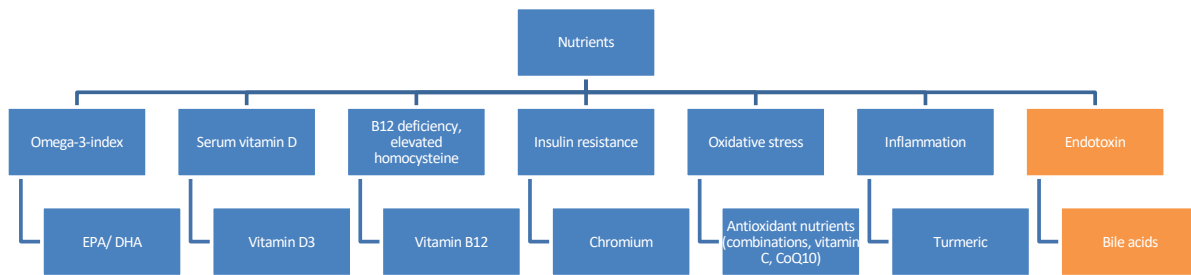 Nutrients
Omega-3-index
Serum vitamin D
B12 deficiency,
elevated
homocysteine
Insulin resistance
Oxidative stress
Inflammation
Endotoxin
EPA/ DHA
Vitamin D3
Vitamin B12
Chromium
Antioxidant nutrients
(combinations, vitamin
C, CoQ10)
Turmeric
Bile acids